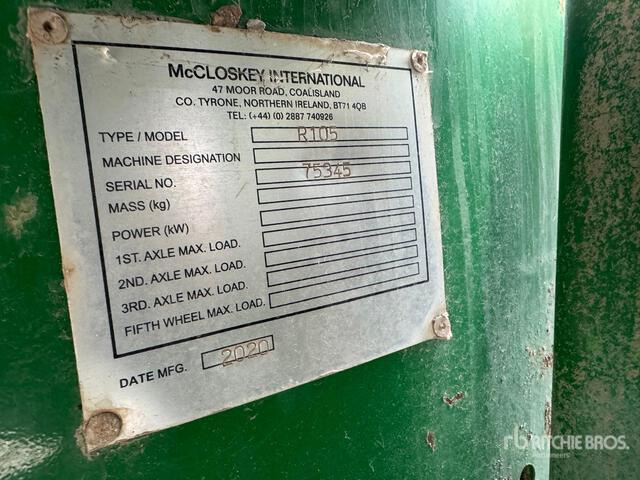 McCLOSKEY INTERNATIONAL
47 MOOR ROAD, COALISLAND
CO. TYRONE, NORTHERN IRELAND, BT71 4QB
TEL: (+44) (0) 2887 740926
TYPE / MODEL R105
MACHINE DESIGNATION
SERIAL NO. 75345
MASS (kg)
POWER (kW)
1ST. AXLE MAX. LOAD.
2ND. AXLE MAX. LOAD.
3RD. AXLE MAX. LOAD.
FIFTH WHEEL MAX. LOAD.
DATE MFG. 2020
rb RITCHIE BROS.
Auctioneers